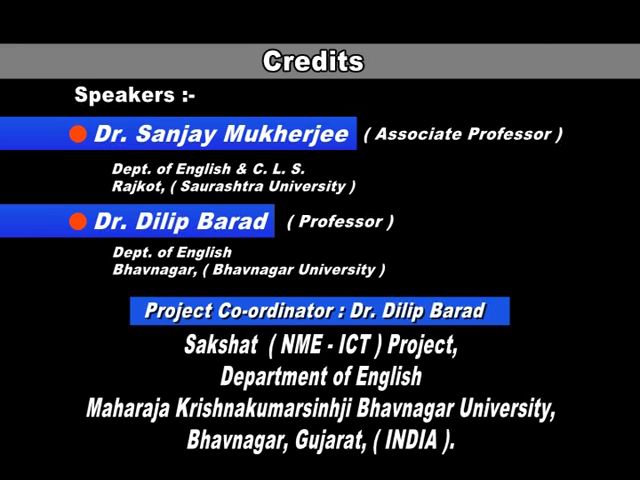 Credits
Speakers :-
Dr. Sanjay Mukherjee ( Associate Professor )
Dept. of English & C. L. S.
Rajkot, ( Saurashtra University )
Dr. Dilip Barad ( Professor )
Dept. of English
Bhavnagar, ( Bhavnagar University )
Project Co-ordinator : Dr. Dilip Barad
Sakshat ( NME - ICT ) Project,
Department of English
Maharaja Krishnakumarsinhji Bhavnagar University,
Bhavnagar, Gujarat, ( INDIA ).